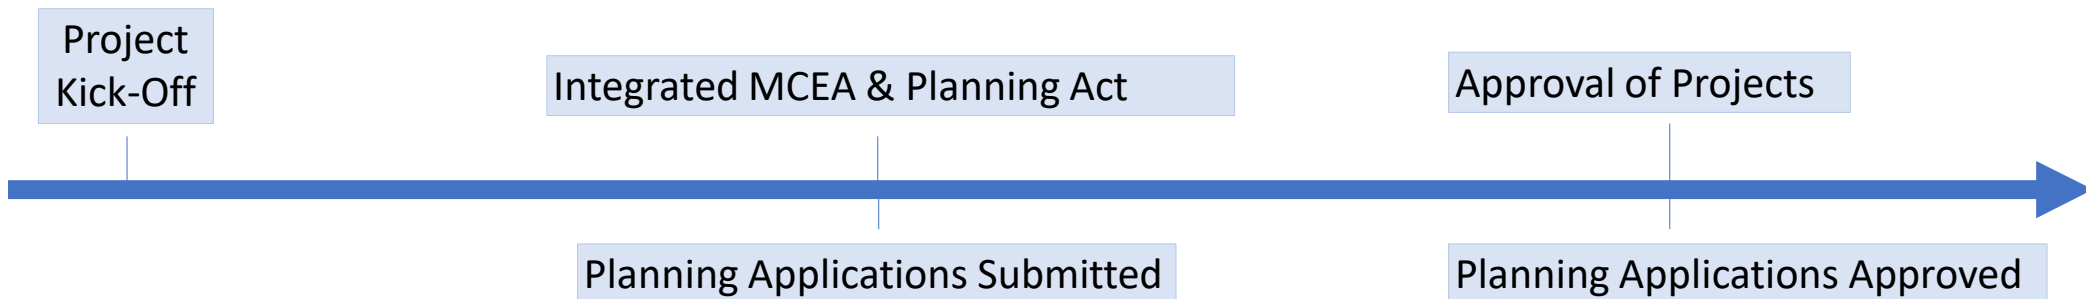 Project
Kick-Off
Integrated MCEA & Planning Act
Approval of Projects
Planning Applications Submitted
Planning Applications Approved